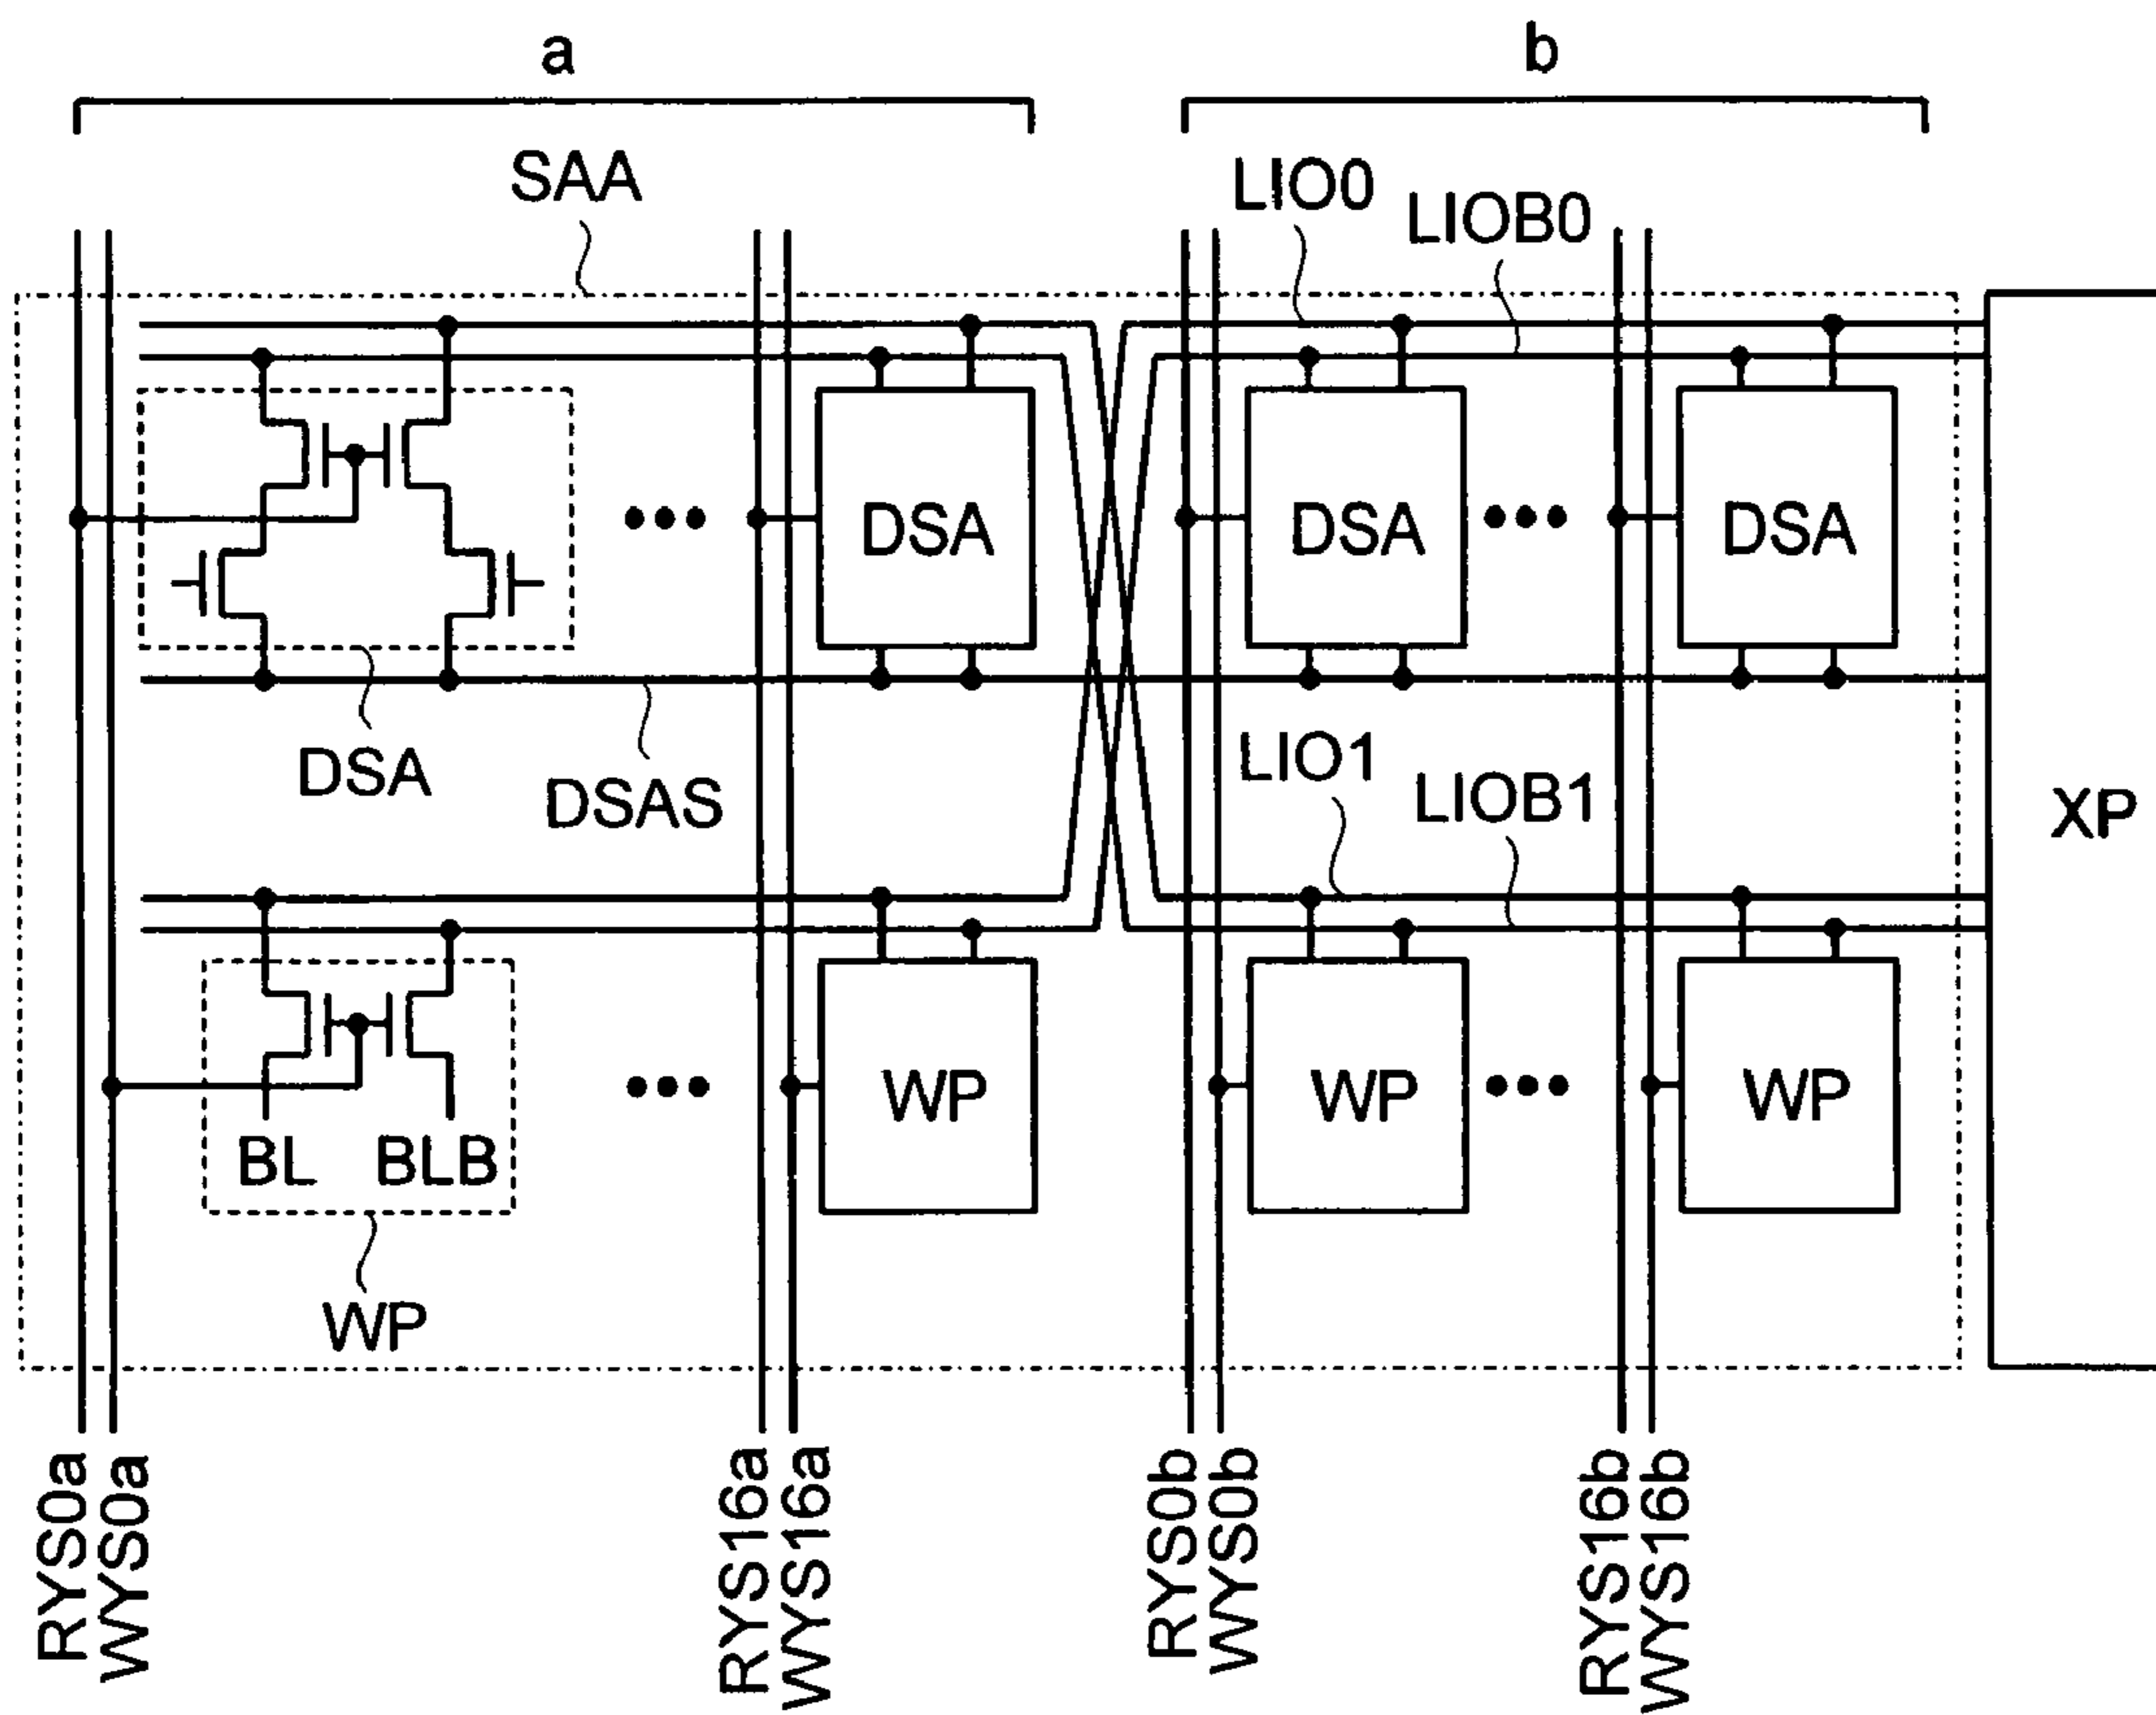 a
b
SAA
LIO0
LIOB0
DSA
DSA
DSA
DSA
DSAS
LIO1
LIOB1
XP
WP
WP
WP
BL
BLB
WP
RYS0a
WYS0a
RYS16a
WYS16a
RYS0b
WYS0b
RYS16b
WYS16b